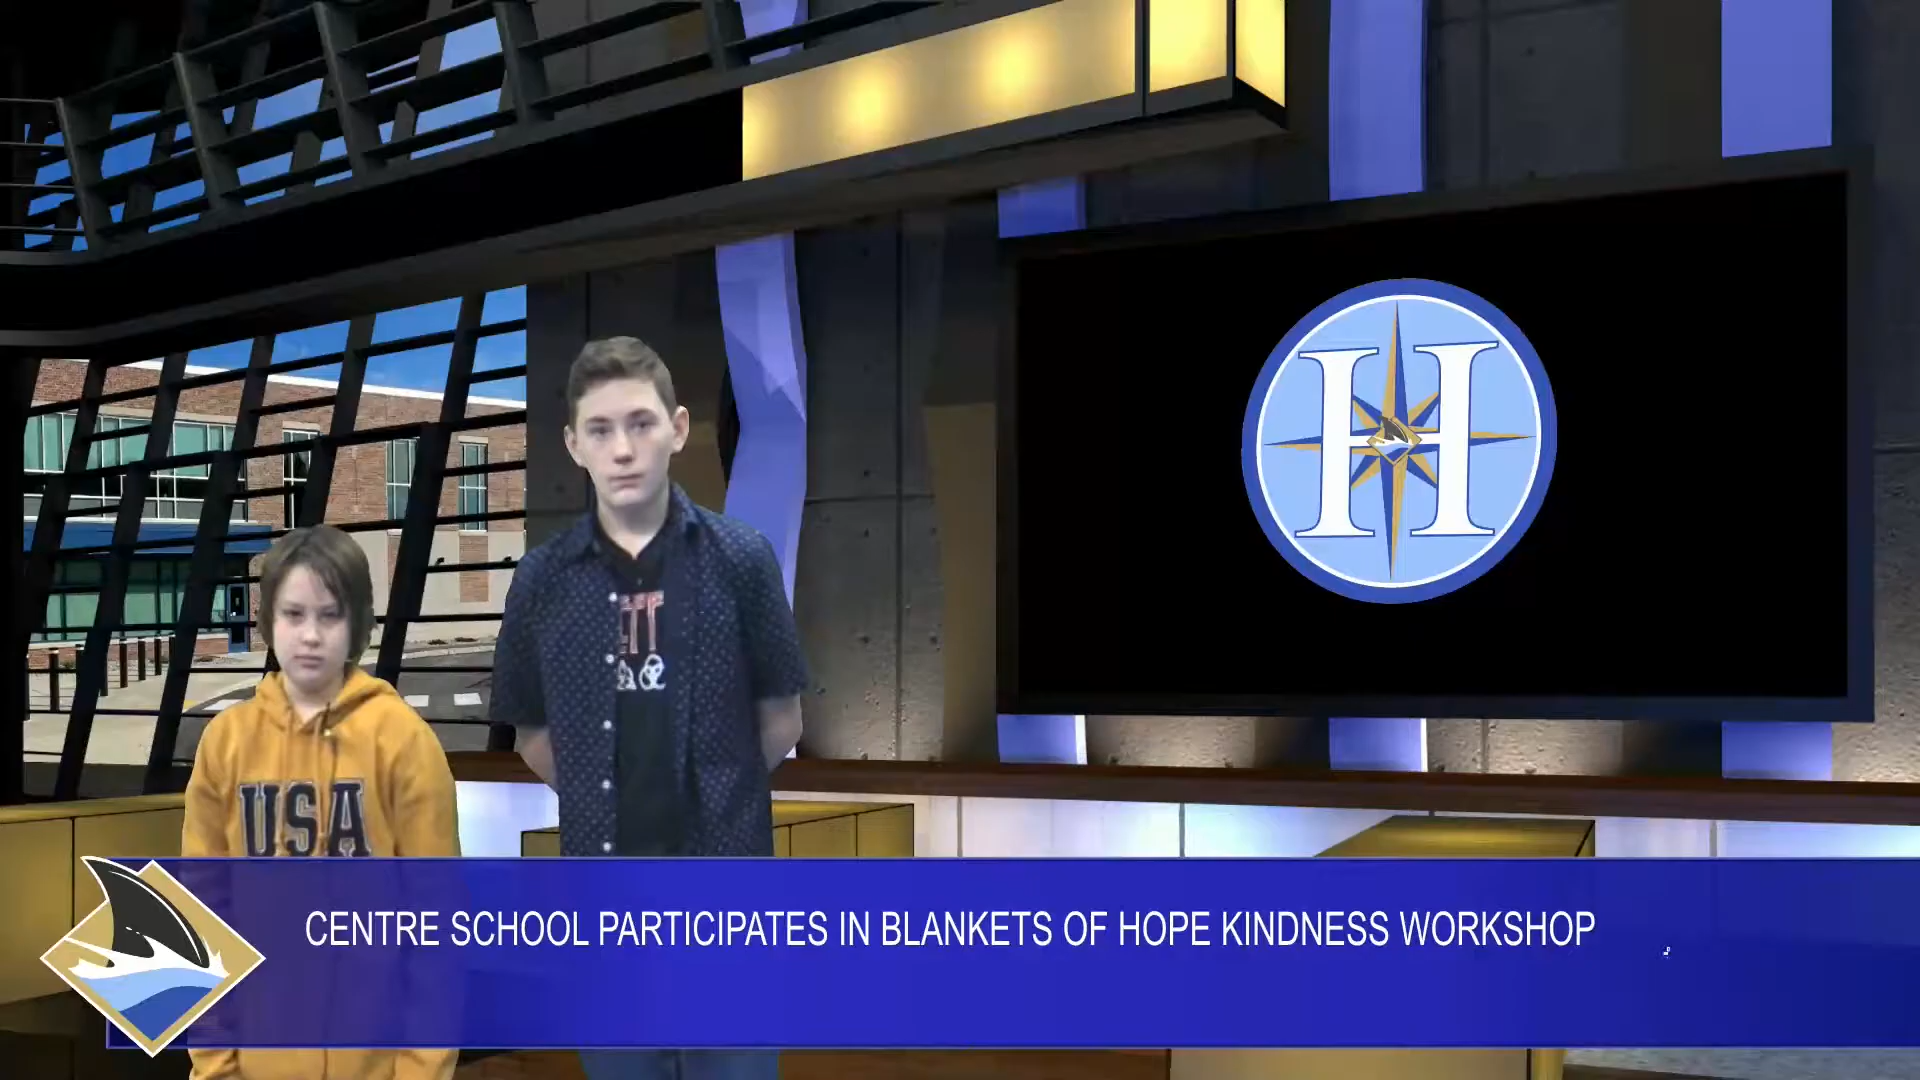 H
USA
CENTRE SCHOOL PARTICIPATES IN BLANKETS OF HOPE KINDNESS WORKSHOP